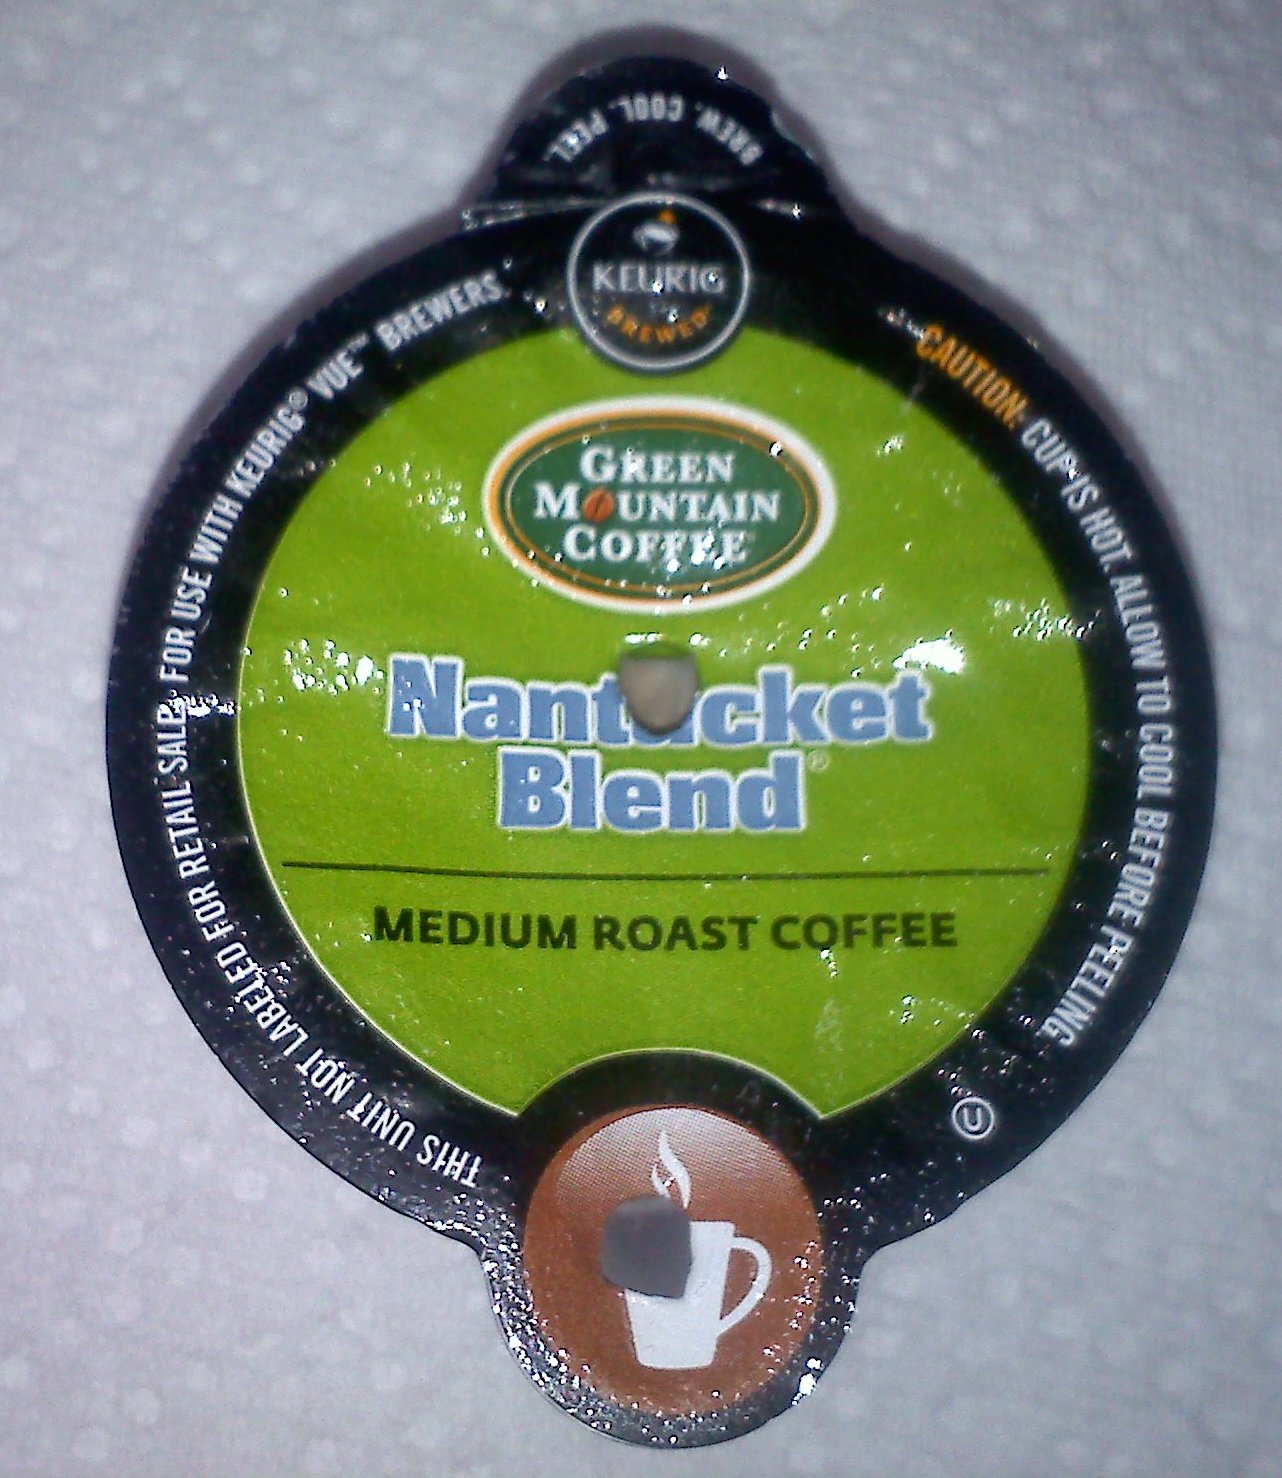 BREW. COOL. PEEL.
KEURIG
BREWED
GREEN
MOUNTAIN
COFFEE
Nantucket
Blend®
MEDIUM ROAST COFFEE
THIS UNIT NOT LABELED FOR RETAIL SALE. FOR USE WITH KEURIG® VUE™ BREWERS.
CAUTION: CUP IS HOT. ALLOW TO COOL BEFORE PEELING.
U